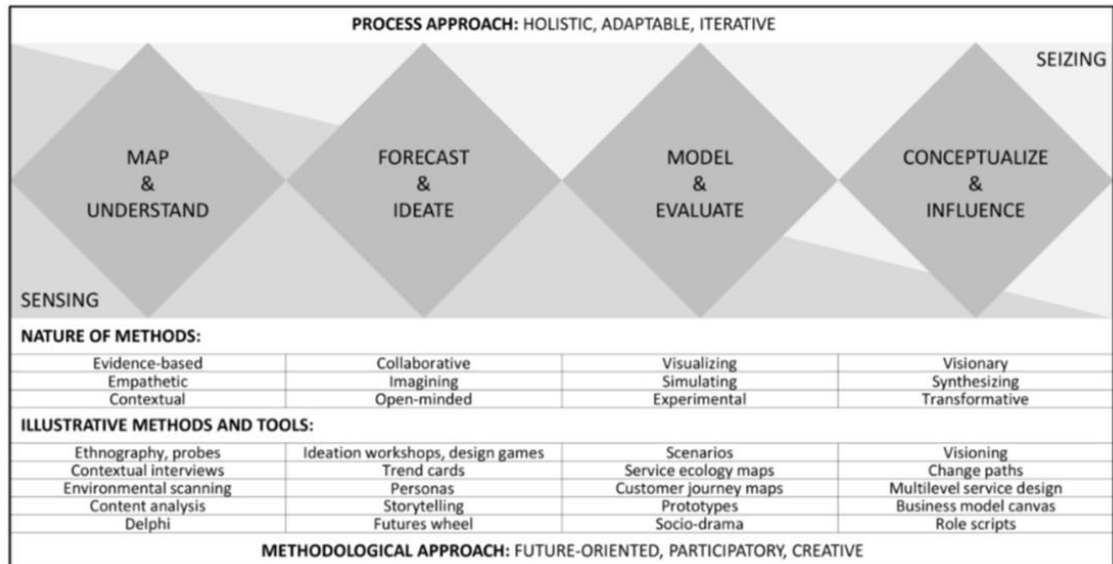 PROCESS APPROACH: HOLISTIC, ADAPTABLE, ITERATIVE
SEIZING
MAP
&
UNDERSTAND
FORECAST
&
IDEATE
MODEL
&
EVALUATE
CONCEPTUALIZE
&
INFLUENCE
SENSING
NATURE OF METHODS:
Evidence-based Collaborative Visualizing Visionary
Empathetic Imagining Simulating Synthesizing
Contextual Open-minded Experimental Transformative
ILLUSTRATIVE METHODS AND TOOLS:
Ethnography, probes Ideation workshops, design games Scenarios Visioning
Contextual interviews Trend cards Service ecology maps Change paths
Environmental scanning Personas Customer journey maps Multilevel service design
Content analysis Storytelling Prototypes Business model canvas
Delphi Futures wheel Socio-drama Role scripts
METHODOLOGICAL APPROACH: FUTURE-ORIENTED, PARTICIPATORY, CREATIVE